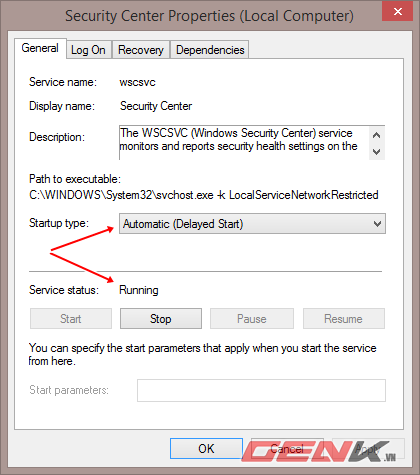 Security Center Properties (Local Computer)
General Log On Recovery Dependencies
Service name: wscsvc
Display name: Security Center
Description: The WSCSVC (Windows Security Center) service
monitors and reports security health settings on the
Path to executable:
C:\WINDOWS\System32\svchost.exe -k LocalServiceNetworkRestricted
Startup type: Automatic (Delayed Start)
Service status: Running
Start Stop Pause Resume
You can specify the start parameters that apply when you start the service
from here.
Start parameters:
OK Cancel Apply
GENK.VN